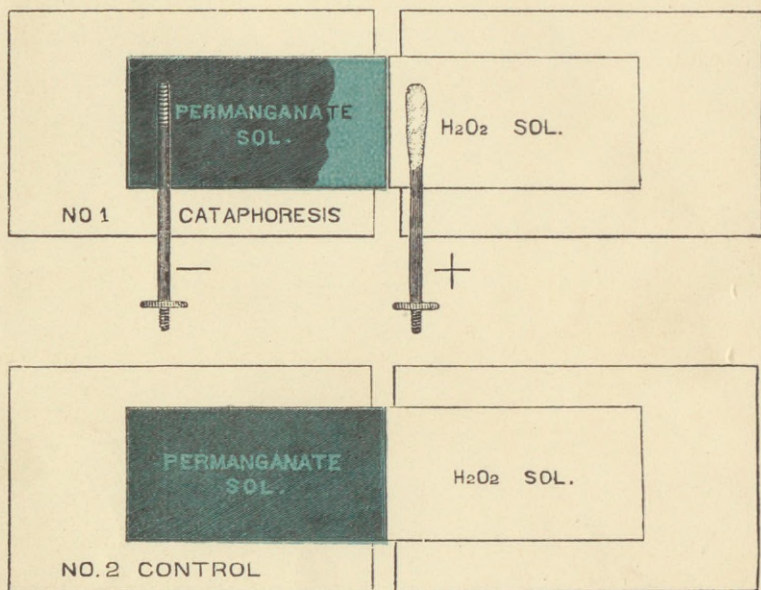 PERMANGANATE
SOL.
H2O2 SOL.
NO 1 CATAPHORESIS
− +
PERMANGANATE
SOL.
H2O2 SOL.
NO. 2 CONTROL